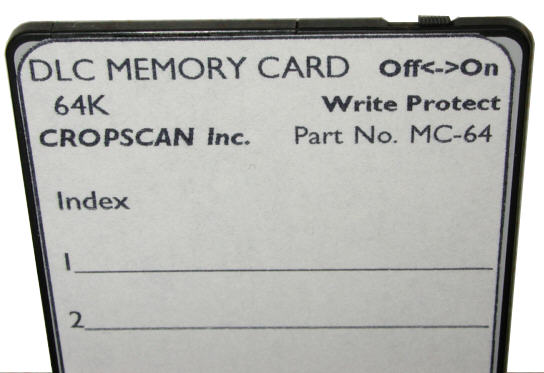 DLC MEMORY CARD Off<->On
64K Write Protect
CROPSCAN Inc. Part No. MC-64
Index
1
2